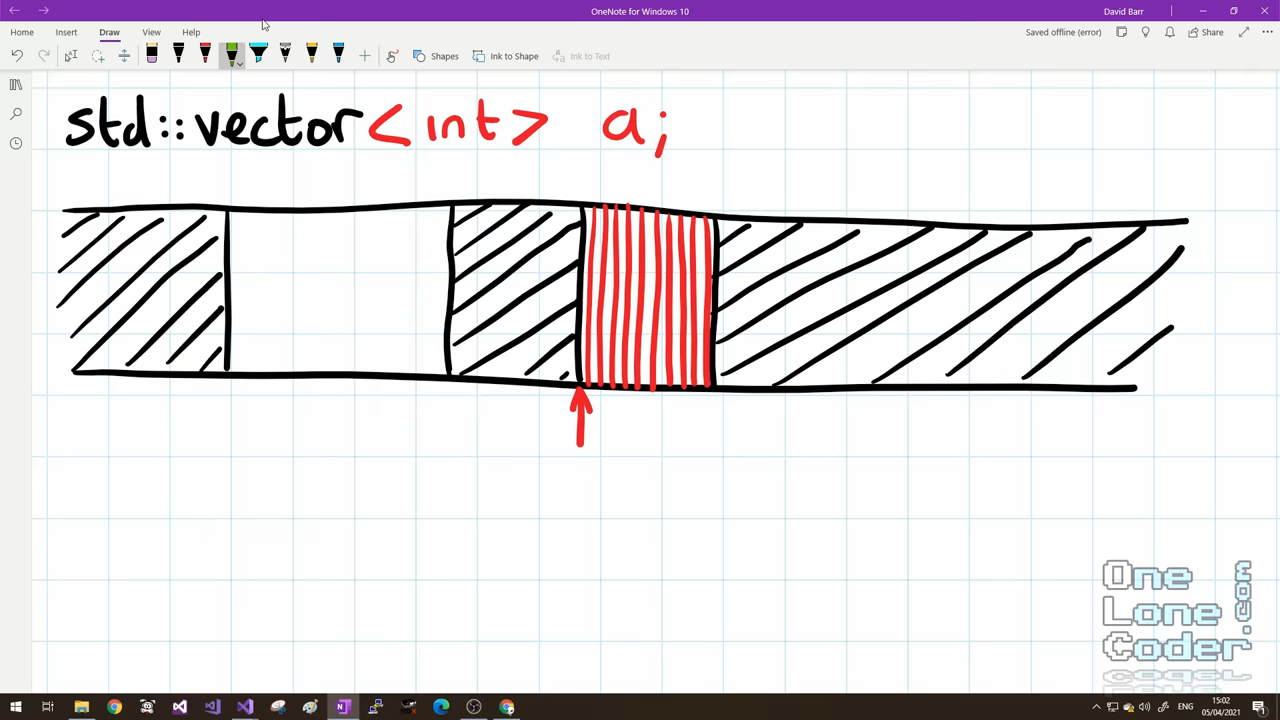 OneNote for Windows 10
David Barr
Home Insert Draw View Help
Saved offline (error)
Share
Shapes
Ink to Shape
Ink to Text
std::vector<int> a;
One
Lone
Coder
.com
15:02
05/04/2021